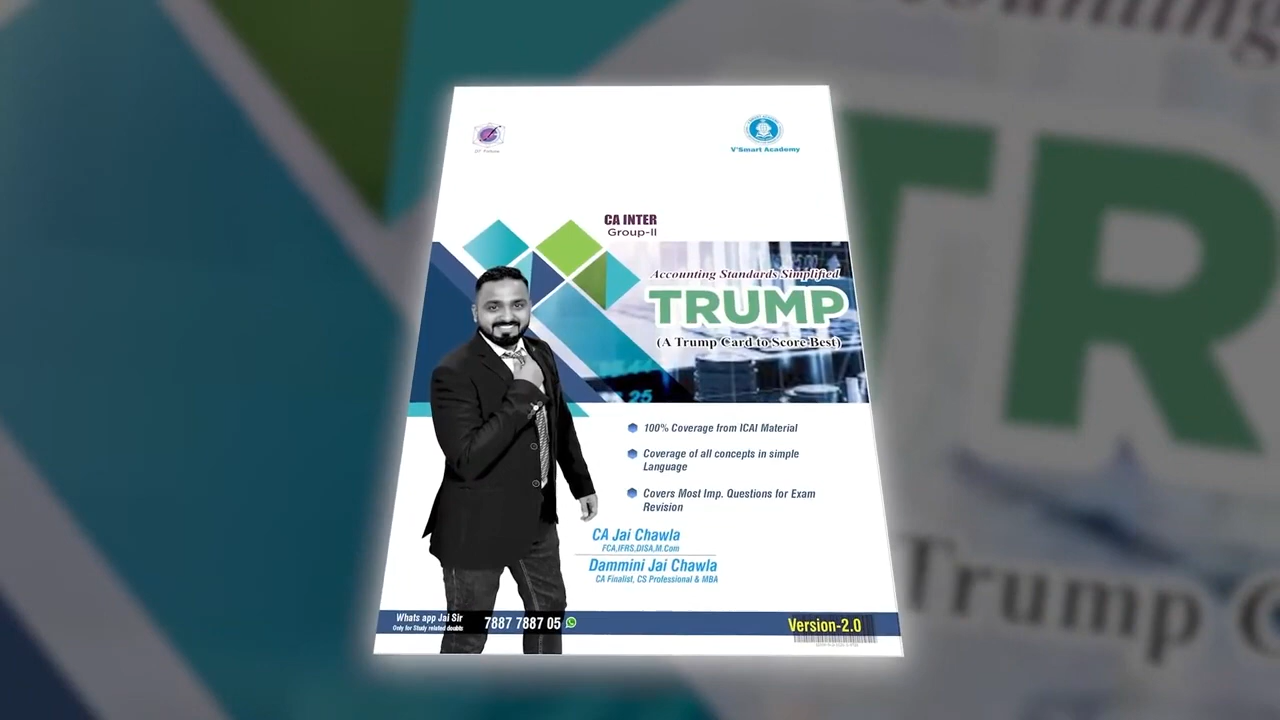 V'Smart Academy
CA INTER
Group-II
Accounting Standards Simplified
TRUMP
(A Trump Card to Score Best)
25
100% Coverage from ICAI Material
Coverage of all concepts in simple
Language
Covers Most Imp. Questions for Exam
Revision
CA Jai Chawla
FCA,IFRS,DISA,M.Com
Dammini Jai Chawla
CA Finalist, CS Professional & MBA
Whats app Jai Sir
Only for Study related doubts
7887 7887 05
Version-2.0
TR
Trump C